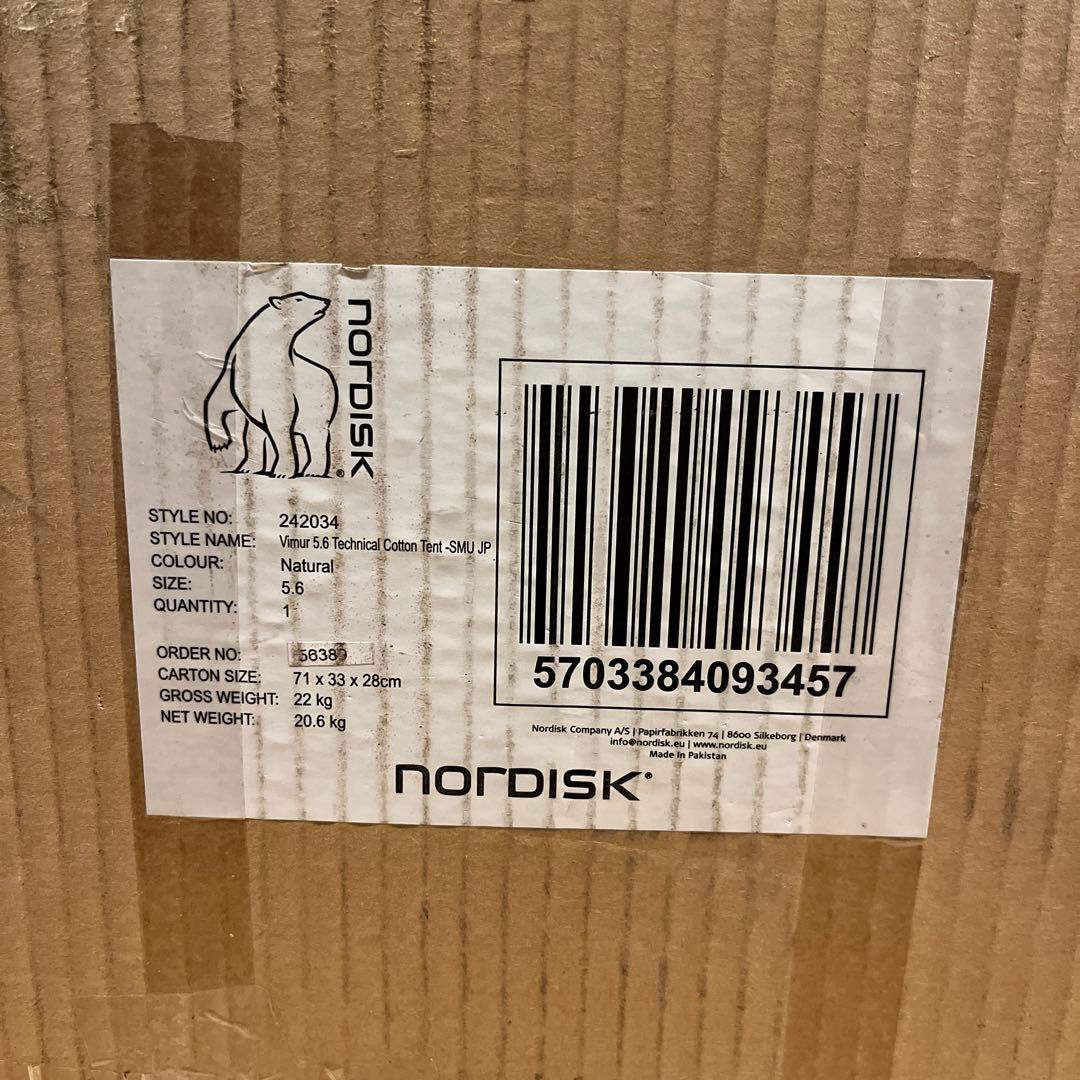 NORDISK®
STYLE NO: 242034
STYLE NAME: Vimur 5.6 Technical Cotton Tent -SMU JP
COLOUR: Natural
SIZE: 5.6
QUANTITY: 1
ORDER NO: 56389
CARTON SIZE: 71 x 33 x 28cm
GROSS WEIGHT: 22 kg
NET WEIGHT: 20.6 kg
5703384093457
Nordisk Company A/S | Papirfabrikken 74 | 8600 Silkeborg | Denmark
info@nordisk.eu | www.nordisk.eu
Made in Pakistan
NORDISK®